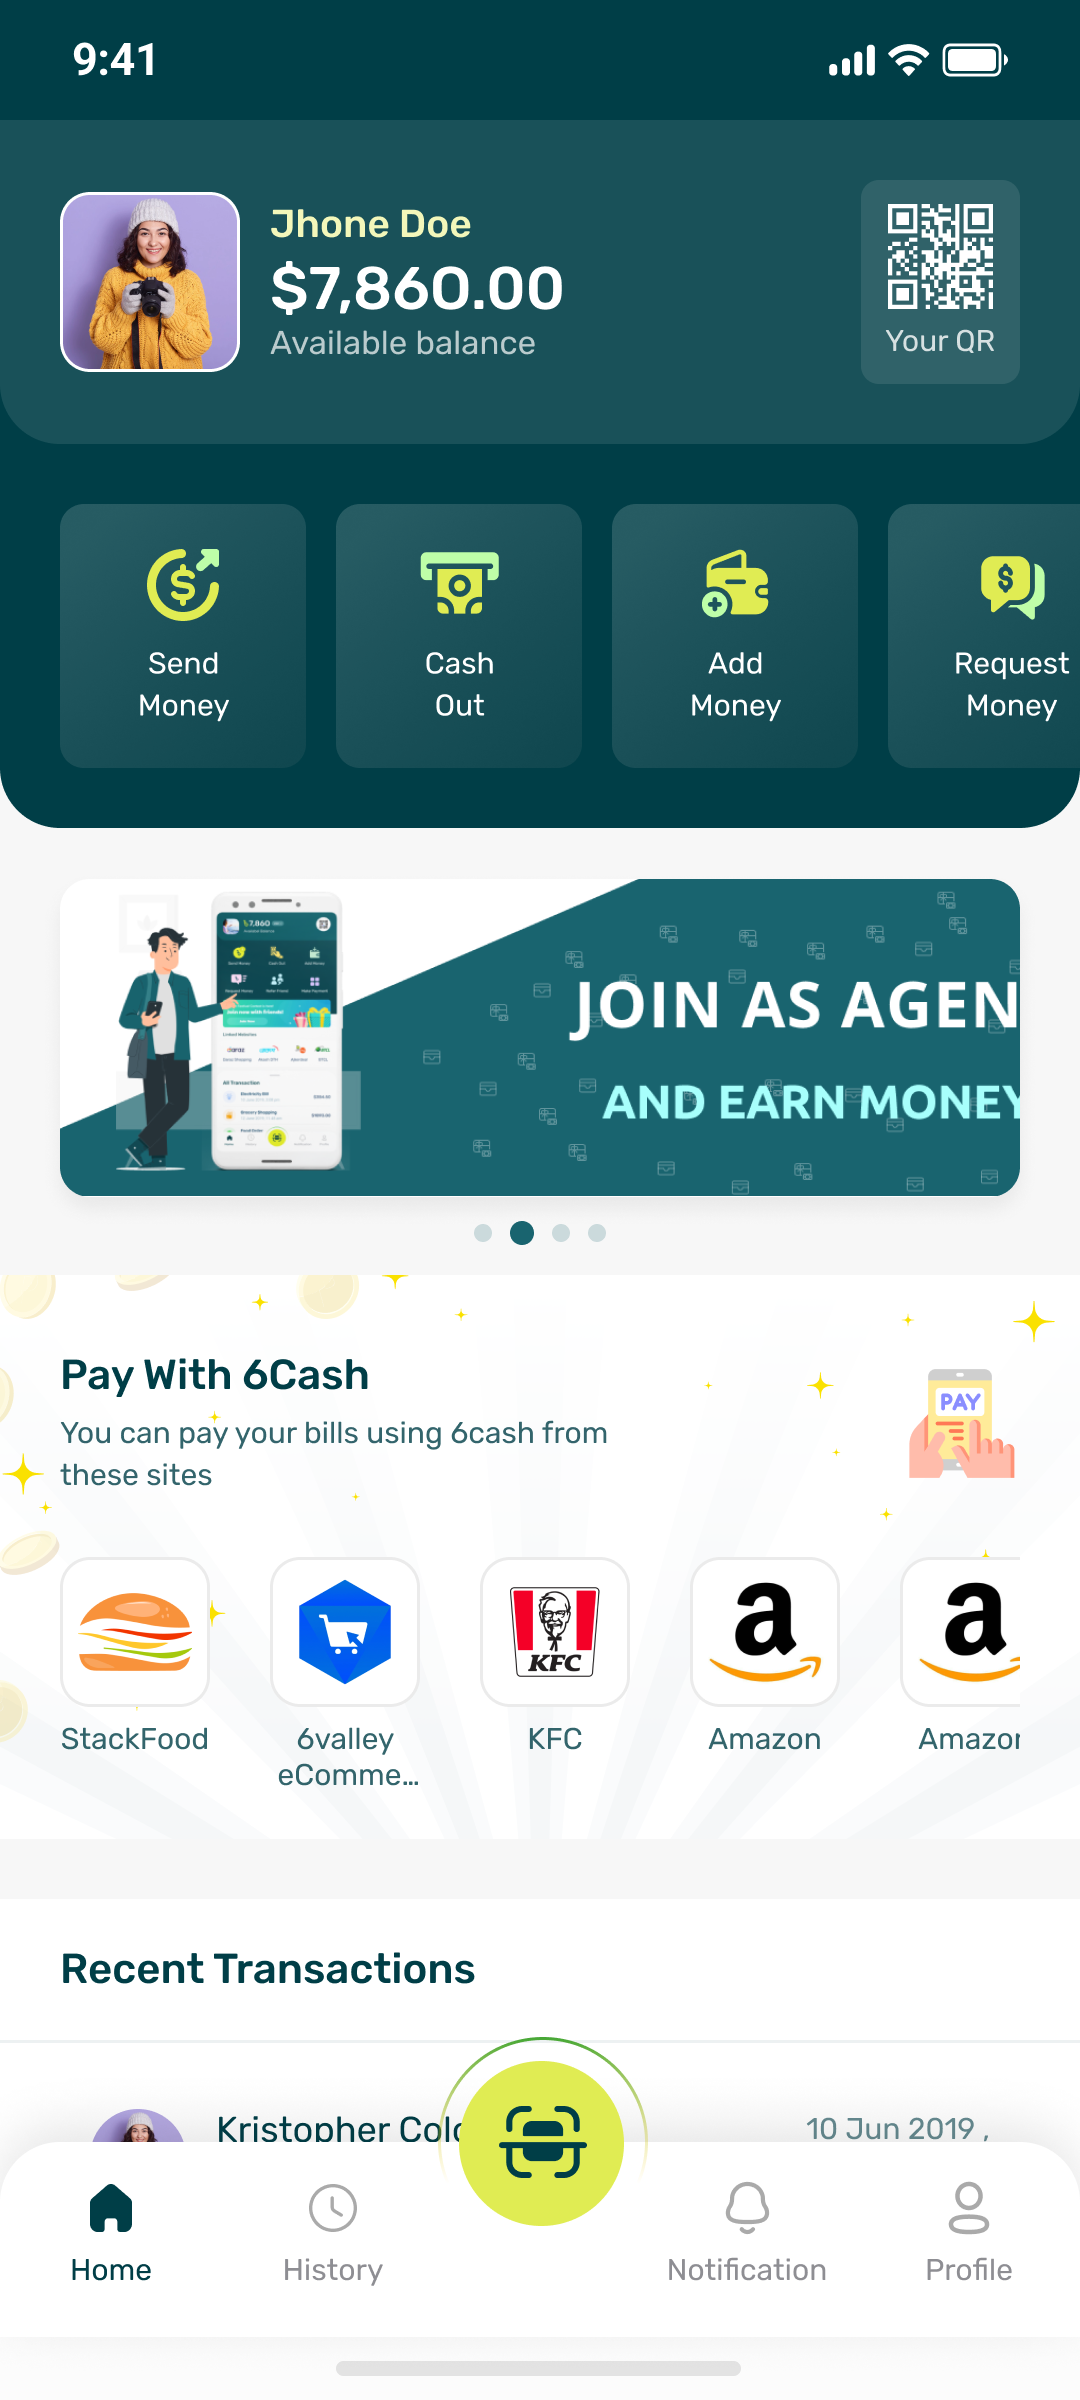 9:41
Jhone Doe
$7,860.00
Available balance
Your QR
Send
Money
Cash
Out
Add
Money
Request
Money
JOIN AS AGEN
AND EARN MONEY
Pay With 6Cash
You can pay your bills using 6cash from
these sites
PAY
KFC
StackFood
6valley
eComme...
KFC
Amazon
Amazon
Recent Transactions
Kristopher Colo
10 Jun 2019 ,
Home
History
Notification
Profile